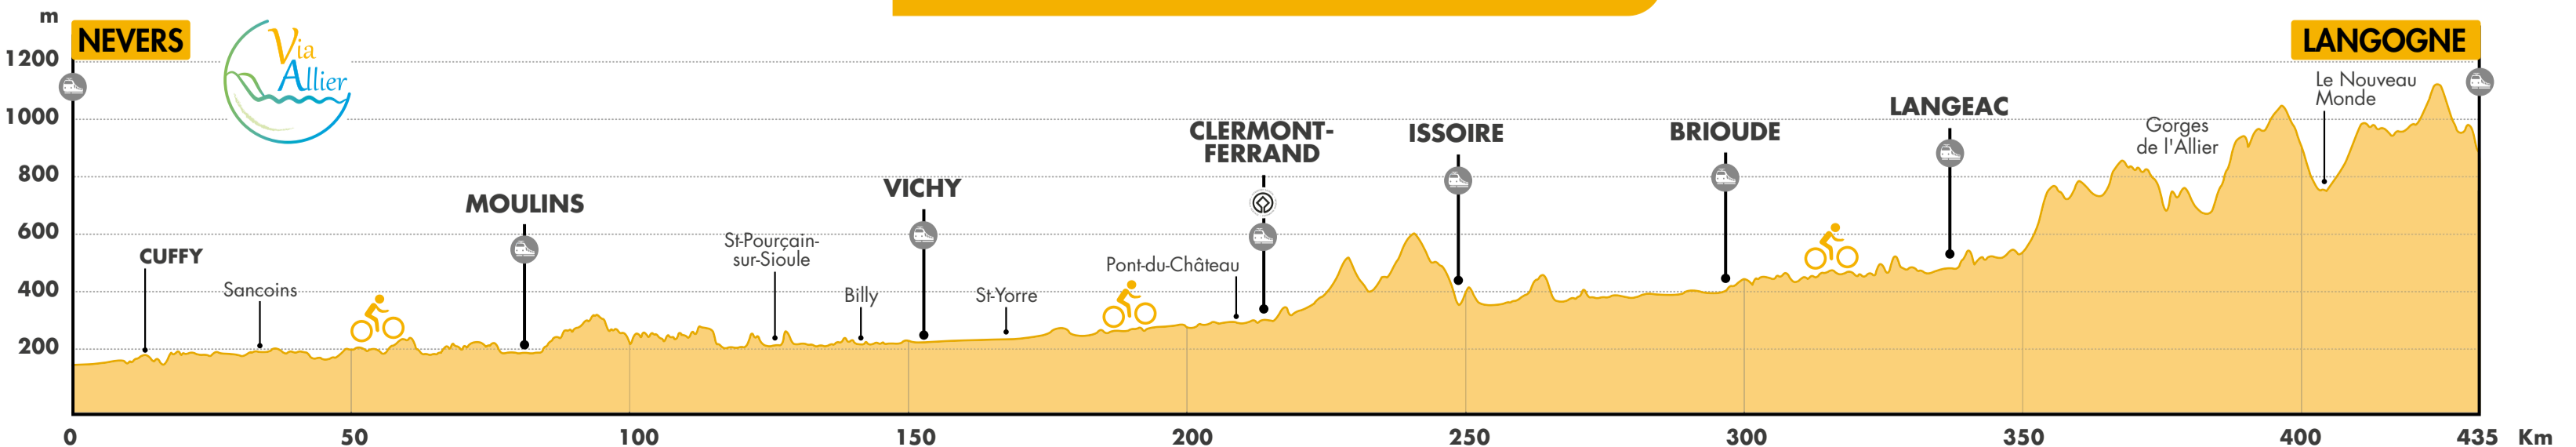 m
NEVERS
Via
Allier
LANGOGNE
1200
1000
800
600
400
200
CUFFY
Sancoins
MOULINS
St-Pourçain-
sur-Sioule
Billy
VICHY
St-Yorre
Pont-du-Château
CLERMONT-
FERRAND
ISSOIRE
BRIOUDE
LANGEAC
Gorges
de l'Allier
Le Nouveau
Monde
0 50 100 150 200 250 300 350 400 435 Km